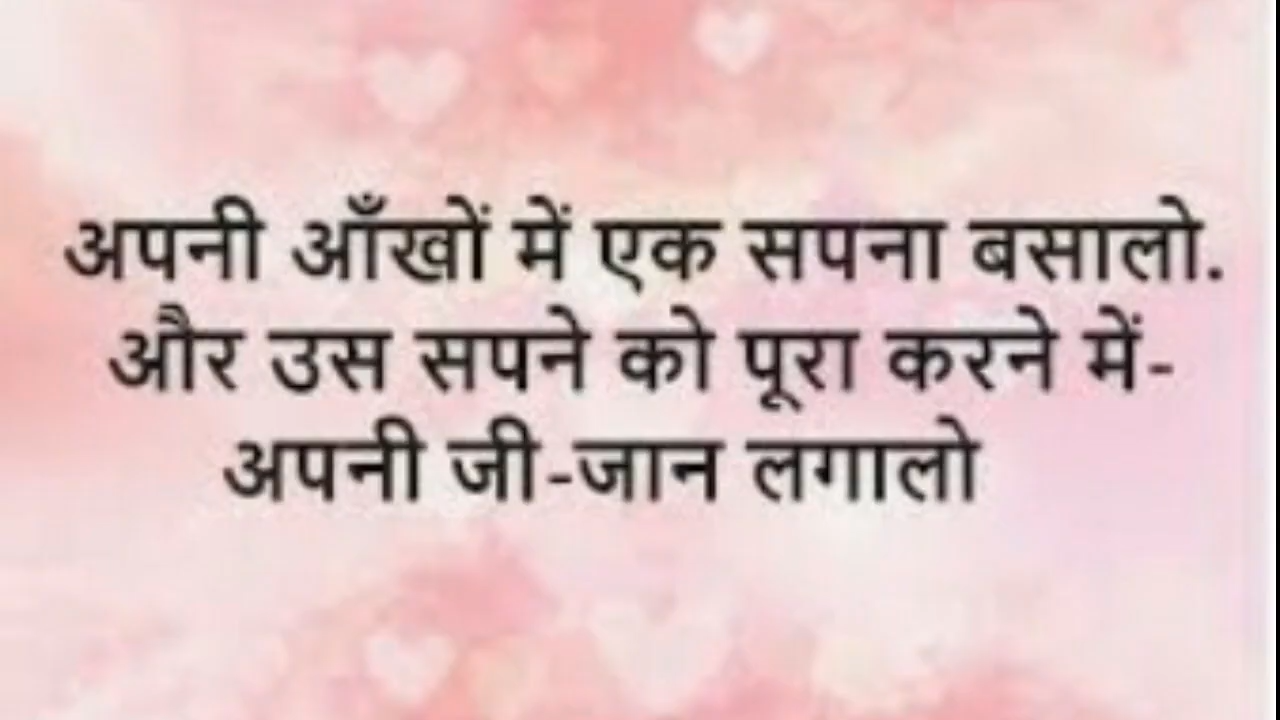 अपनी आँखों में एक सपना बसालो.
और उस सपने को पूरा करने में-
अपनी जी-जान लगालो